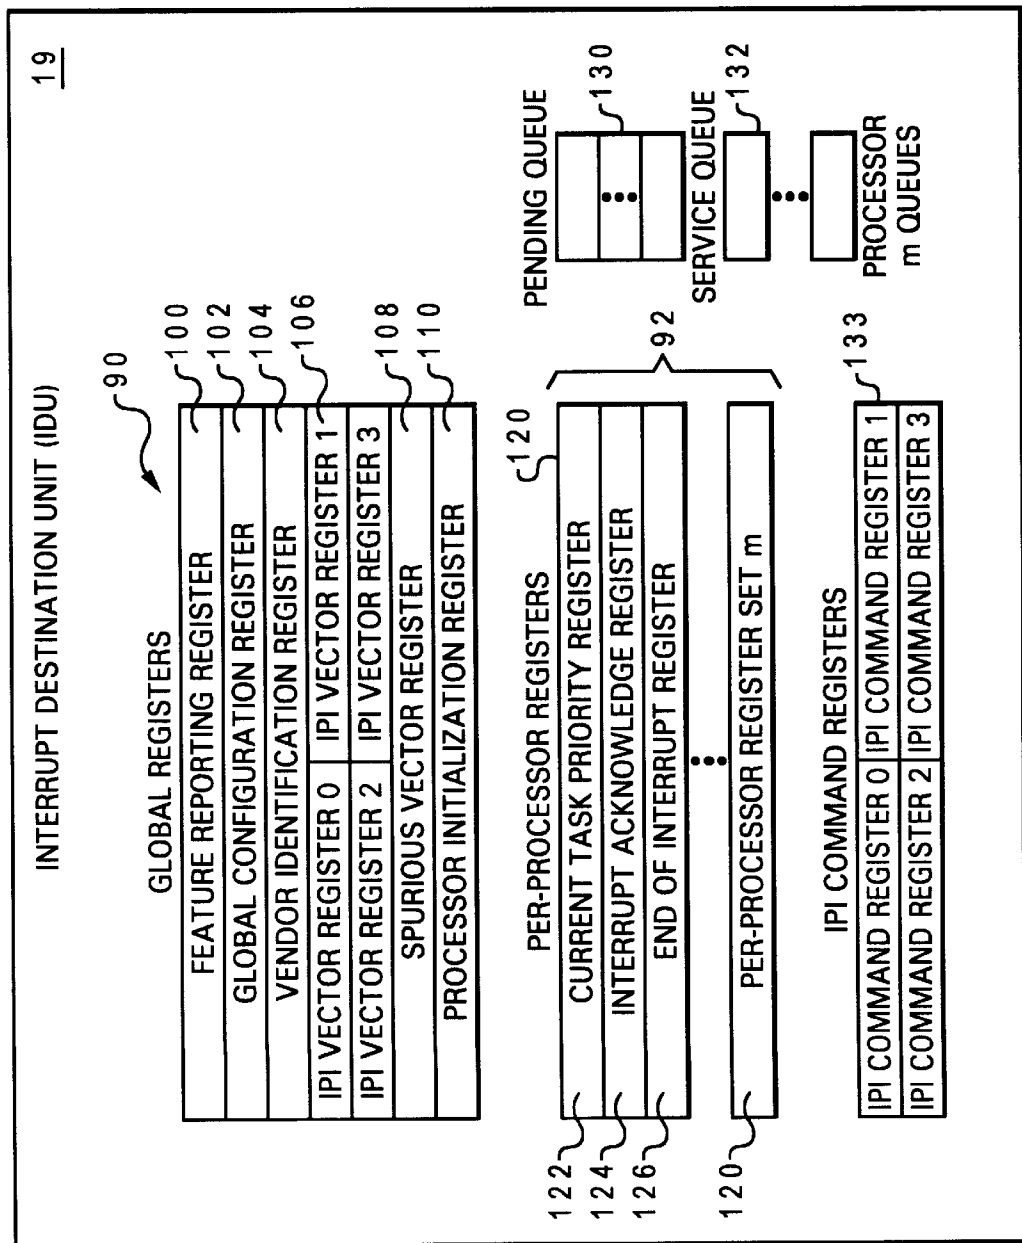 INTERRUPT DESTINATION UNIT (IDU)
19
GLOBAL REGISTERS
90
FEATURE REPORTING REGISTER
100
GLOBAL CONFIGURATION REGISTER
102
VENDOR IDENTIFICATION REGISTER
104
IPI VECTOR REGISTER 0
IPI VECTOR REGISTER 1
106
IPI VECTOR REGISTER 2
IPI VECTOR REGISTER 3
SPURIOUS VECTOR REGISTER
108
PROCESSOR INITIALIZATION REGISTER
110
PER-PROCESSOR REGISTERS
120
PENDING QUEUE
122
CURRENT TASK PRIORITY REGISTER
124
INTERRUPT ACKNOWLEDGE REGISTER
130
126
END OF INTERRUPT REGISTER
92
SERVICE QUEUE
120
PER-PROCESSOR REGISTER SET m
132
IPI COMMAND REGISTERS
133
PROCESSOR
m QUEUES
IPI COMMAND REGISTER 0
IPI COMMAND REGISTER 1
IPI COMMAND REGISTER 2
IPI COMMAND REGISTER 3